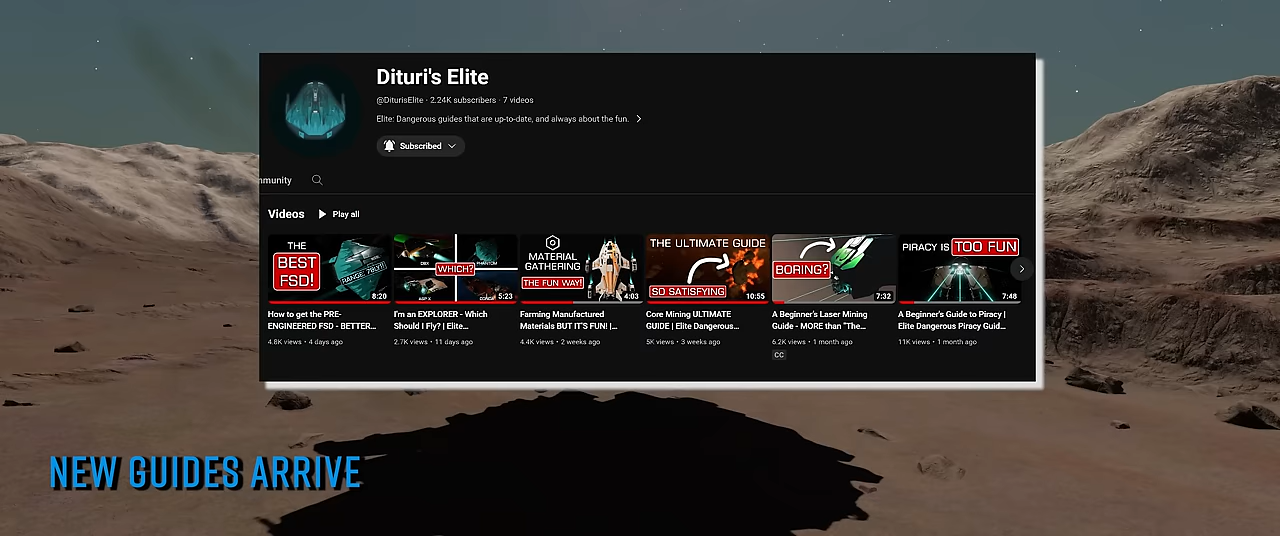 Dituri's Elite
@DitursElite · 2.24K subscribers · 7 videos
Elite: Dangerous guides that are up-to-date, and always about the fun.
Subscribed
mmunity
Videos
Play all
THE
BEST
FSD!
RANGE: 78LY!!
8:20
DBX
PHANTOM
WHICH?
ASP X
5:23
MATERIAL
GATHERING
THE FUN WAY!
4:03
THE ULTIMATE GUIDE
SO SATISFYING
10:55
BORING?
7:32
PIRACY IS TOO FUN
7:48
How to get the PRE-
ENGINEERED FSD - BETTER...
4.8K views • 4 days ago
I'm an EXPLORER - Which
Should I Fly? | Elite...
2.7K views • 11 days ago
Farming Manufactured
Materials BUT IT'S FUN! |...
4.4K views • 2 weeks ago
Core Mining ULTIMATE
GUIDE | Elite Dangerous...
5K views • 3 weeks ago
A Beginner's Laser Mining
Guide - MORE than "The...
6.2K views • 1 month ago
CC
A Beginner's Guide to Piracy |
Elite Dangerous Piracy Guid...
11K views • 1 month ago
NEW GUIDES ARRIVE